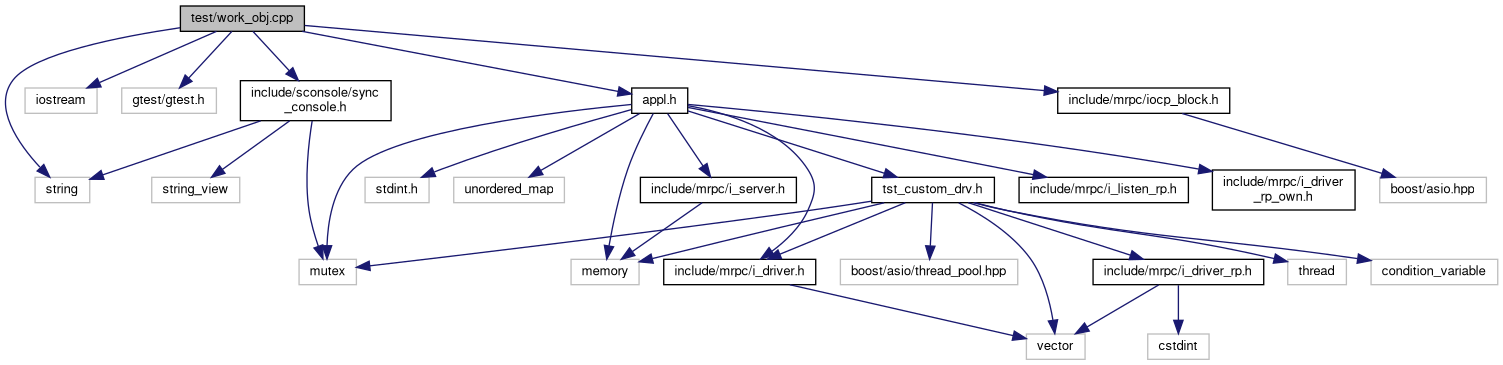 test/work_obj.cpp
iostream
gtest/gtest.h
include/sconsole/sync
_console.h
appl.h
include/mrpc/iocp_block.h
string
string_view
stdint.h
unordered_map
include/mrpc/i_server.h
tst_custom_drv.h
include/mrpc/i_listen_rp.h
include/mrpc/i_driver
_rp_own.h
boost/asio.hpp
mutex
memory
include/mrpc/i_driver.h
boost/asio/thread_pool.hpp
include/mrpc/i_driver_rp.h
thread
condition_variable
vector
cstdint